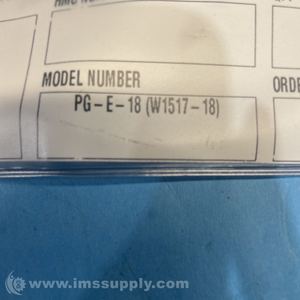 MODEL NUMBER
ORDE
PG-E-18 (W1517-18)
www.imssupply.com